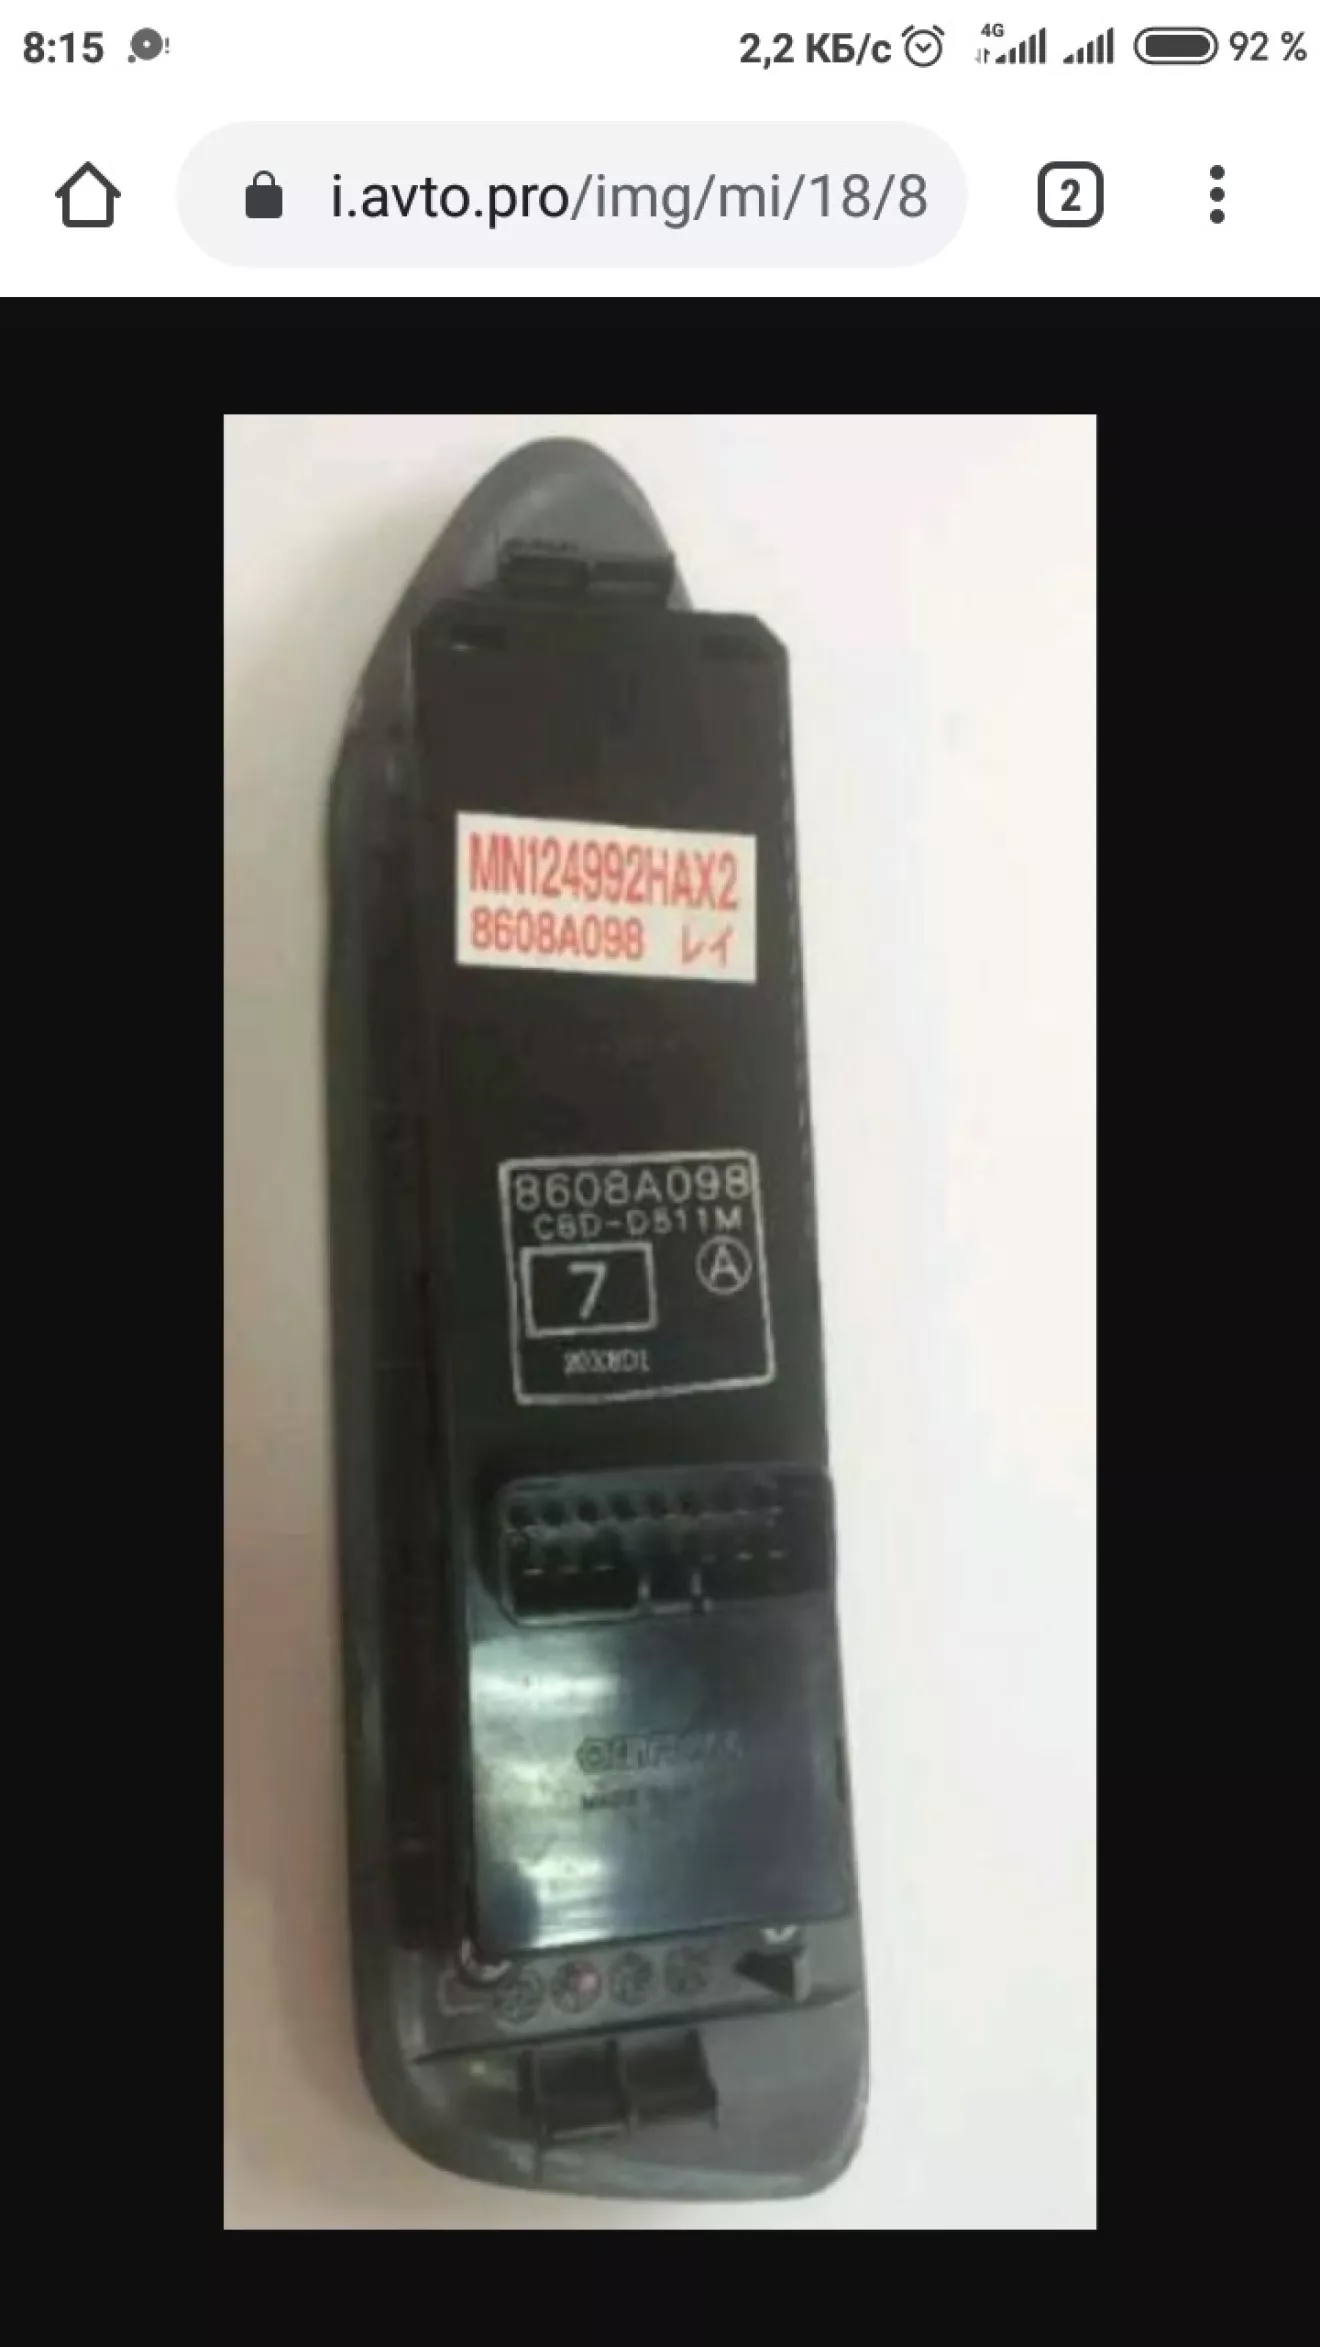 8:15
2,2 КБ/с 4G 92 %
i.avto.pro/img/mi/18/8
2
MN124992HAX2
8608A098 レイ
8608A098
C6D-D511M
7 A